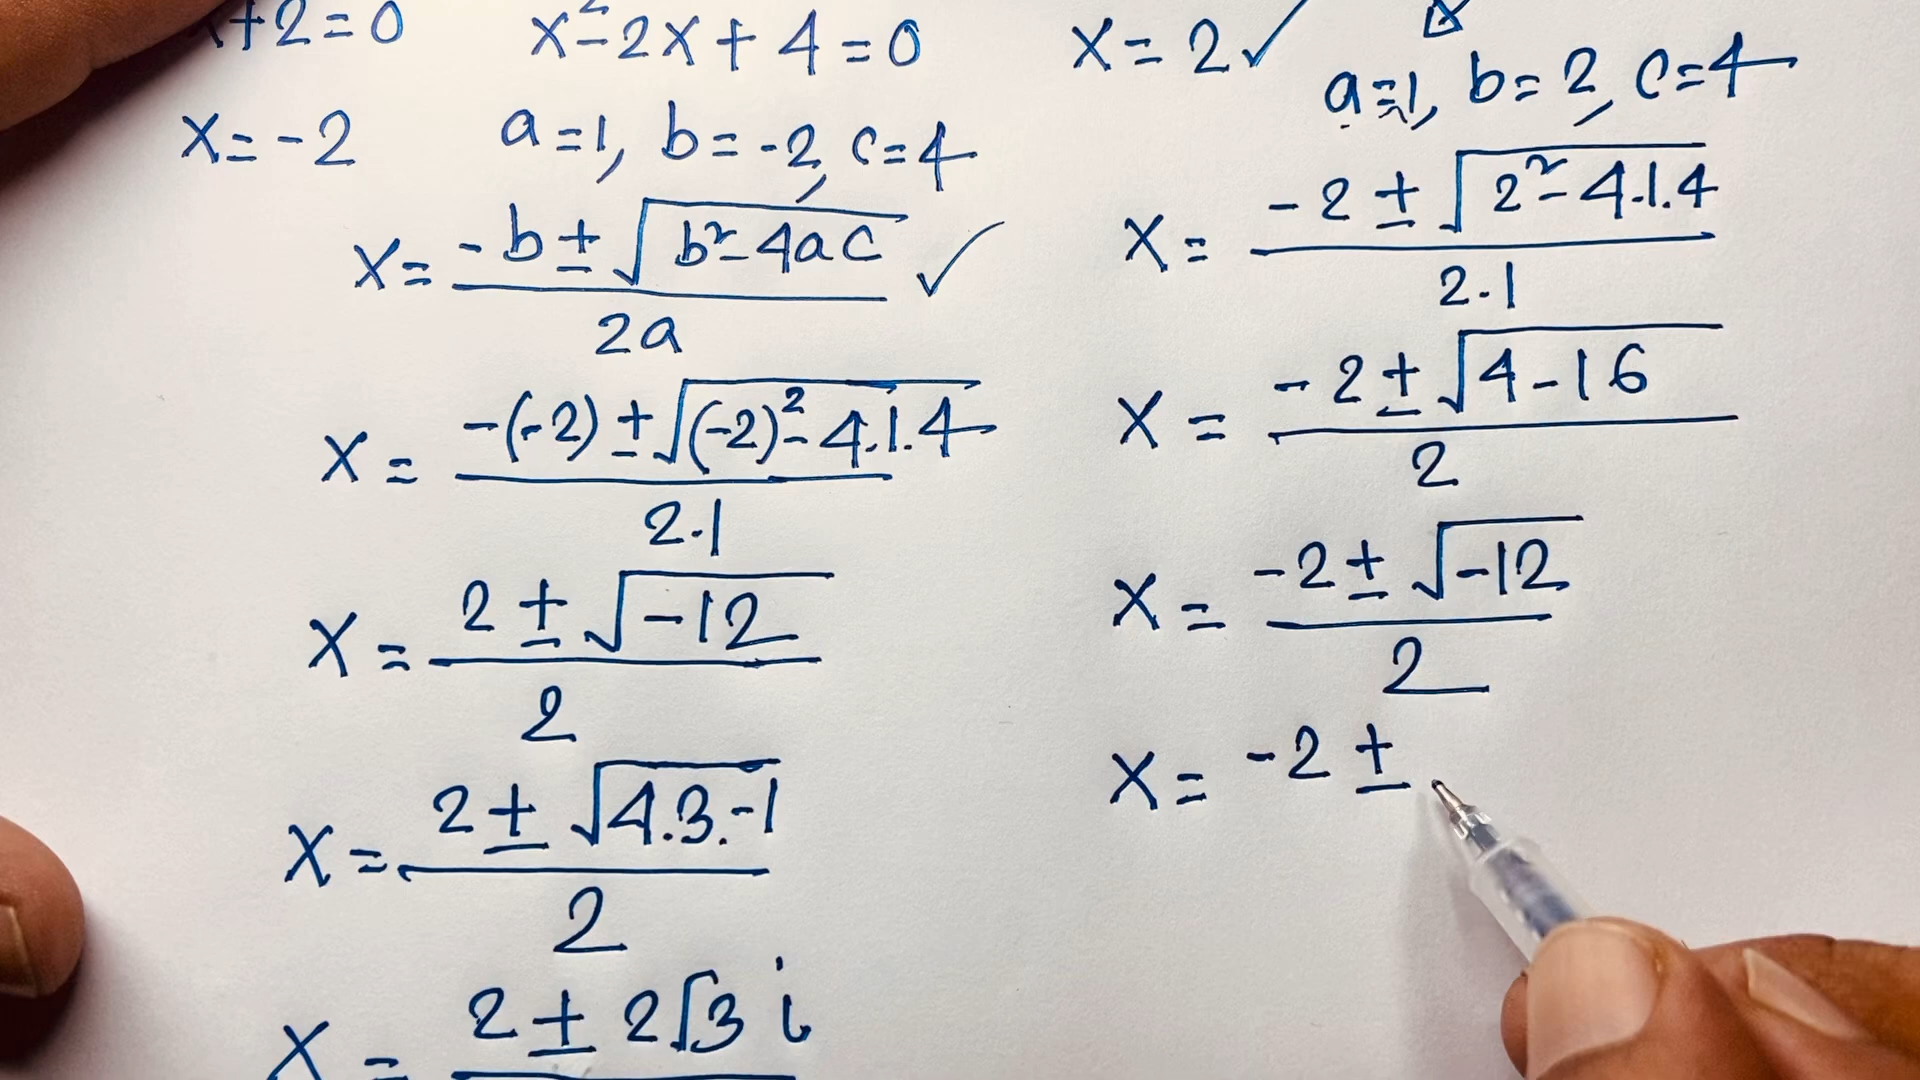 x+2=0
x=-2
x²-2x+4=0
a=1, b=-2, c=4
x= -b±√b²-4ac / 2a ✓
x= -(-2)±√(-2)²-4.1.4 / 2.1
x= 2±√-12 / 2
x= 2±√4.3.-1 / 2
x= 2±2√3 i
x=2✓
a=1, b=2, c=4
x= -2±√2²-4.1.4 / 2.1
x= -2±√4-16 / 2
x= -2±√-12 / 2
x= -2±